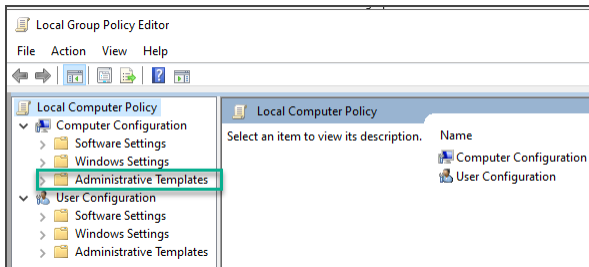 Local Group Policy Editor
File Action View Help
Local Computer Policy
Computer Configuration
Software Settings
Windows Settings
Administrative Templates
User Configuration
Software Settings
Windows Settings
Administrative Templates
Local Computer Policy
Select an item to view its description.
Name
Computer Configuration
User Configuration